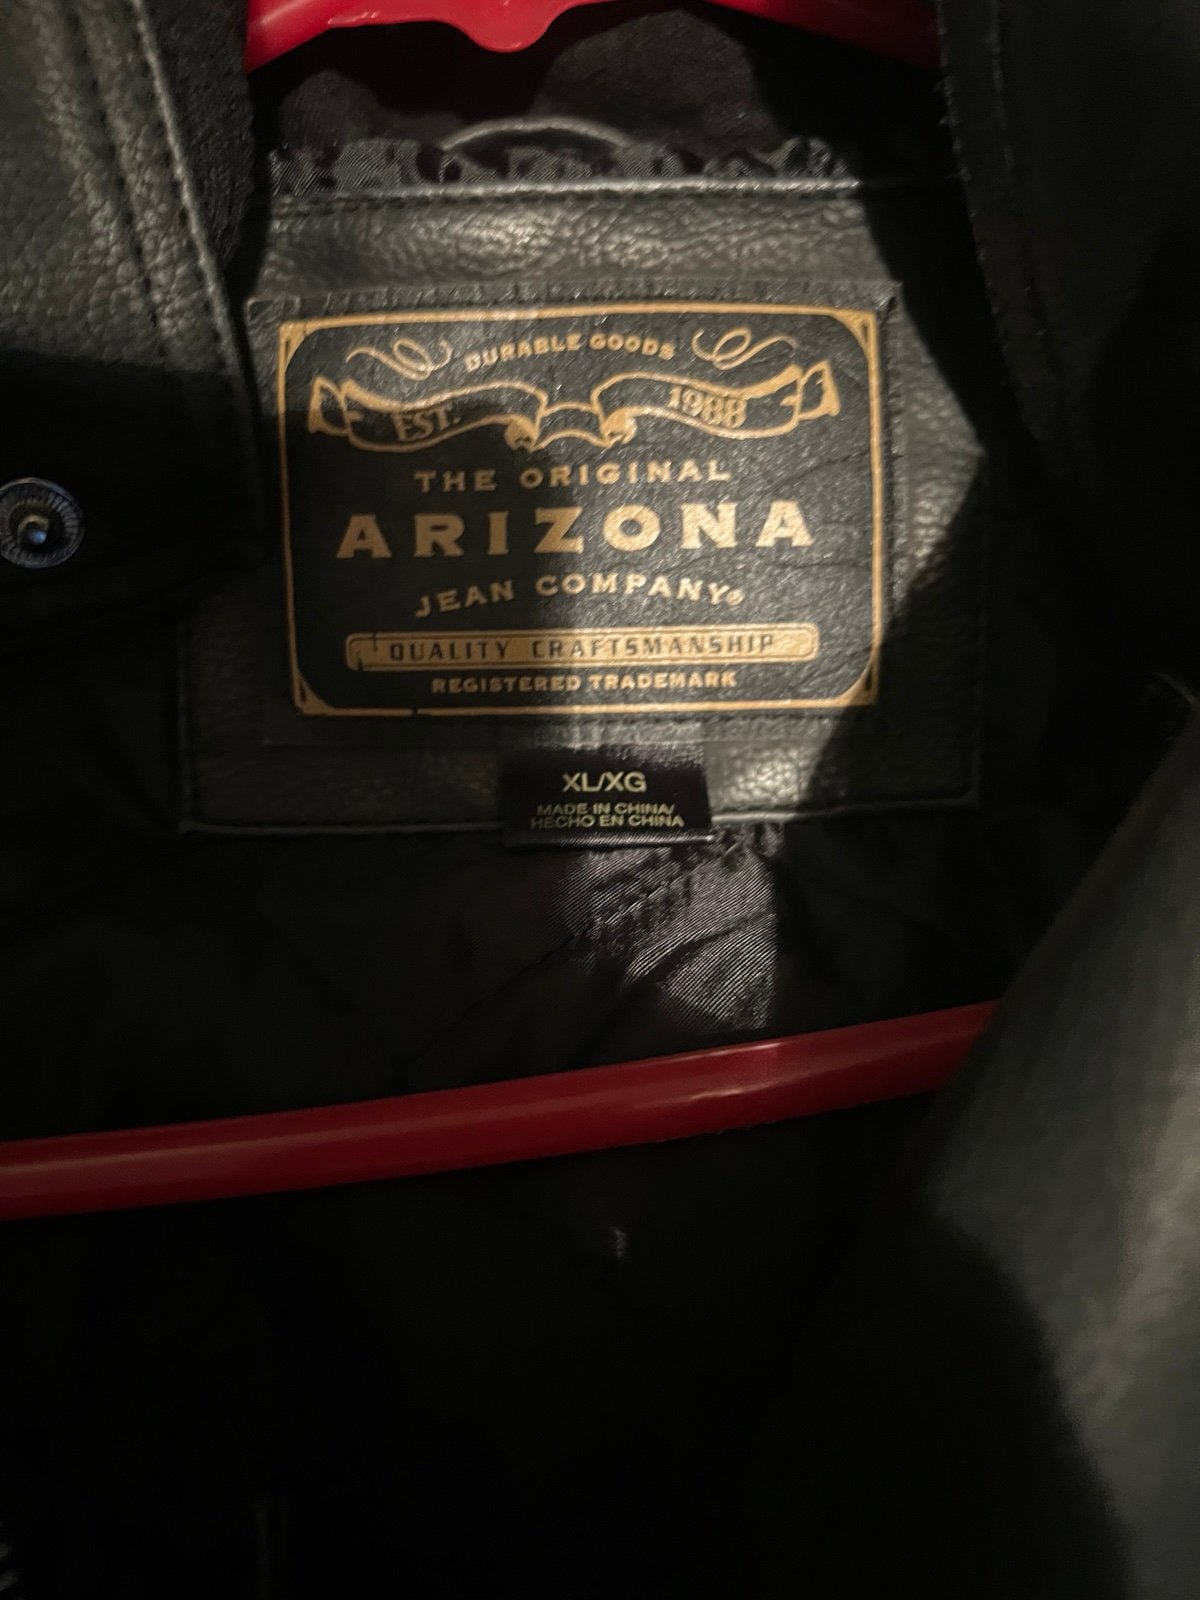 DURABLE GOODS
EST. 1988
THE ORIGINAL
ARIZONA
JEAN COMPANY®
QUALITY CRAFTSMANSHIP
REGISTERED TRADEMARK
XL/XG
MADE IN CHINA/
HECHO EN CHINA